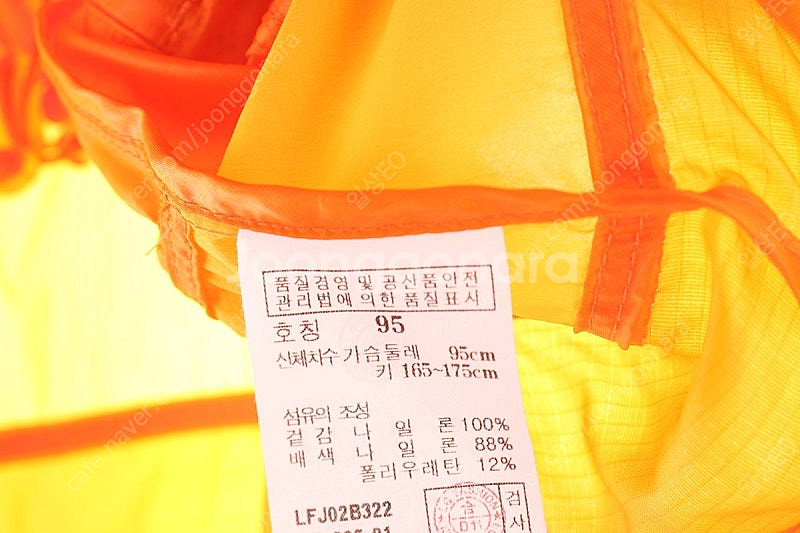 joonggonara
품질경영 및 공산품안전
관리법에 의한 품질표시
호칭 95
신체치수 가슴둘레 95cm
키 165~175cm
섬유의 조성
겉감 나일론 100%
배색 나일론 88%
폴리우레탄 12%
LFJ02B322
검사